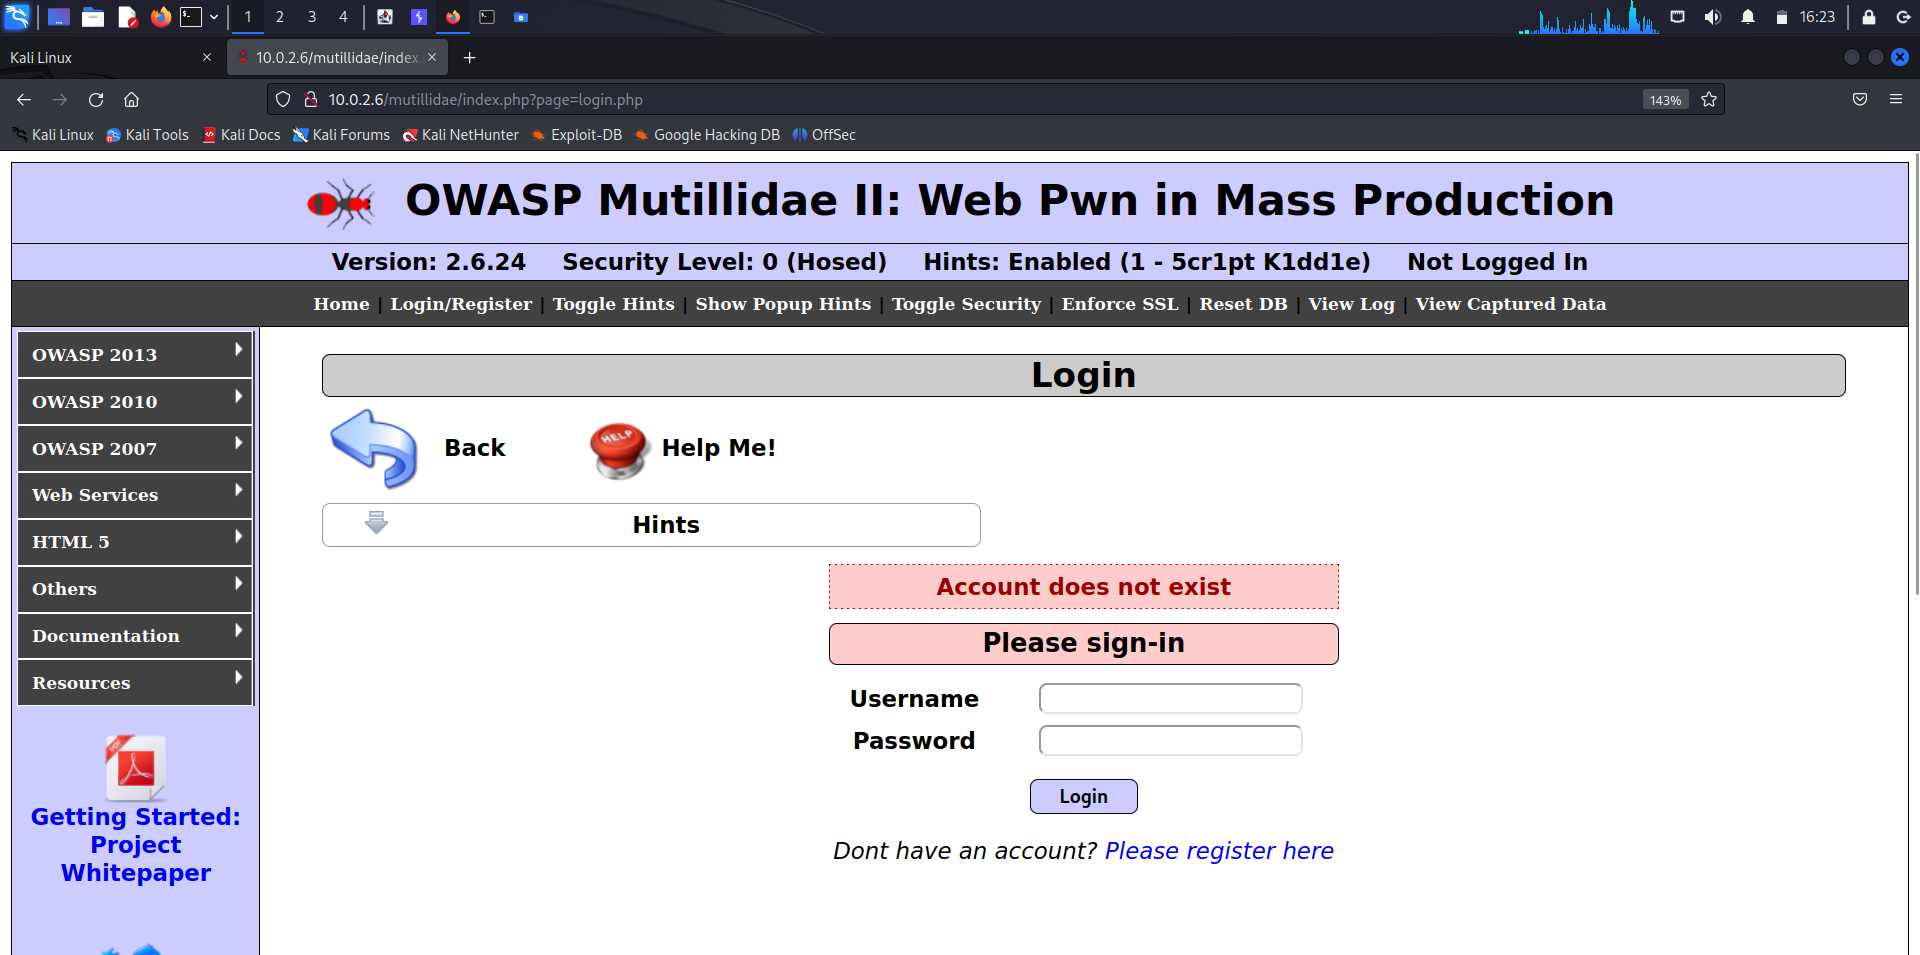 1 2 3 4 16:23
Kali Linux 10.0.2.6/mutillidae/index.
10.0.2.6/mutillidae/index.php?page=login.php 143%
Kali Linux Kali Tools Kali Docs Kali Forums Kali NetHunter Exploit-DB Google Hacking DB OffSec
OWASP Mutillidae II: Web Pwn in Mass Production
Version: 2.6.24 Security Level: 0 (Hosed) Hints: Enabled (1 - 5cr1pt K1dd1e) Not Logged In
Home | Login/Register | Toggle Hints | Show Popup Hints | Toggle Security | Enforce SSL | Reset DB | View Log | View Captured Data
OWASP 2013
OWASP 2010
OWASP 2007
Web Services
HTML 5
Others
Documentation
Resources
PDF
Getting Started:
Project
Whitepaper
Login
Back HELP Help Me!
Hints
Account does not exist
Please sign-in
Username
Password
Login
Dont have an account? Please register here